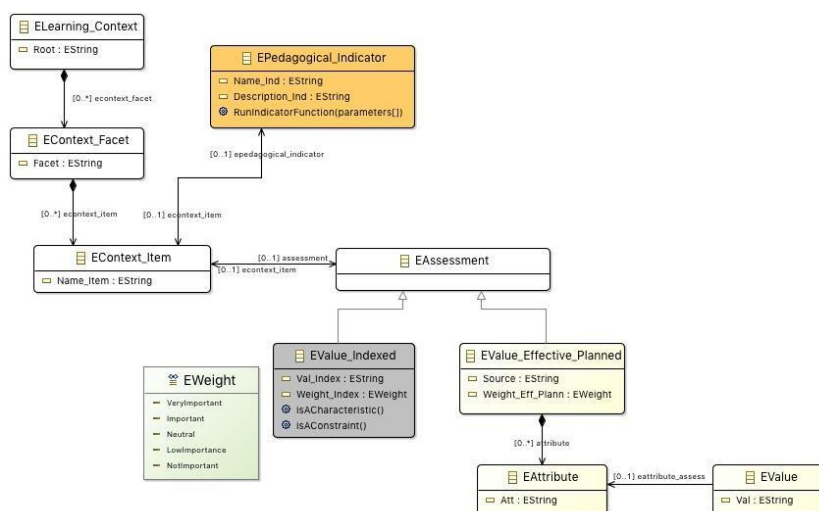 ELearning_Context
Root : EString
[0..*] econtext_facet
EContext_Facet
Facet : EString
[0..*] econtext_item
EPedagogical_Indicator
Name_Ind : EString
Description_Ind : EString
RunIndicatorFunction(parameters[])
[0..1] epedagogical_indicator
[0..1] econtext_item
EContext_Item
Name_Item : EString
[0..1] assessment
[0..1] econtext_item
EAssessment
EValue_Indexed
Val_Index : EString
Weight_Index : EWeight
isACharacteristic()
isAConstraint()
EValue_Effective_Planned
Source : EString
Weight_Eff_Plann : EWeight
EWeight
VeryImportant
Important
Neutral
LowImportance
NotImportant
[0..*] attribute
EAttribute
Att : EString
[0..1] eattribute_assess
EValue
Val : EString